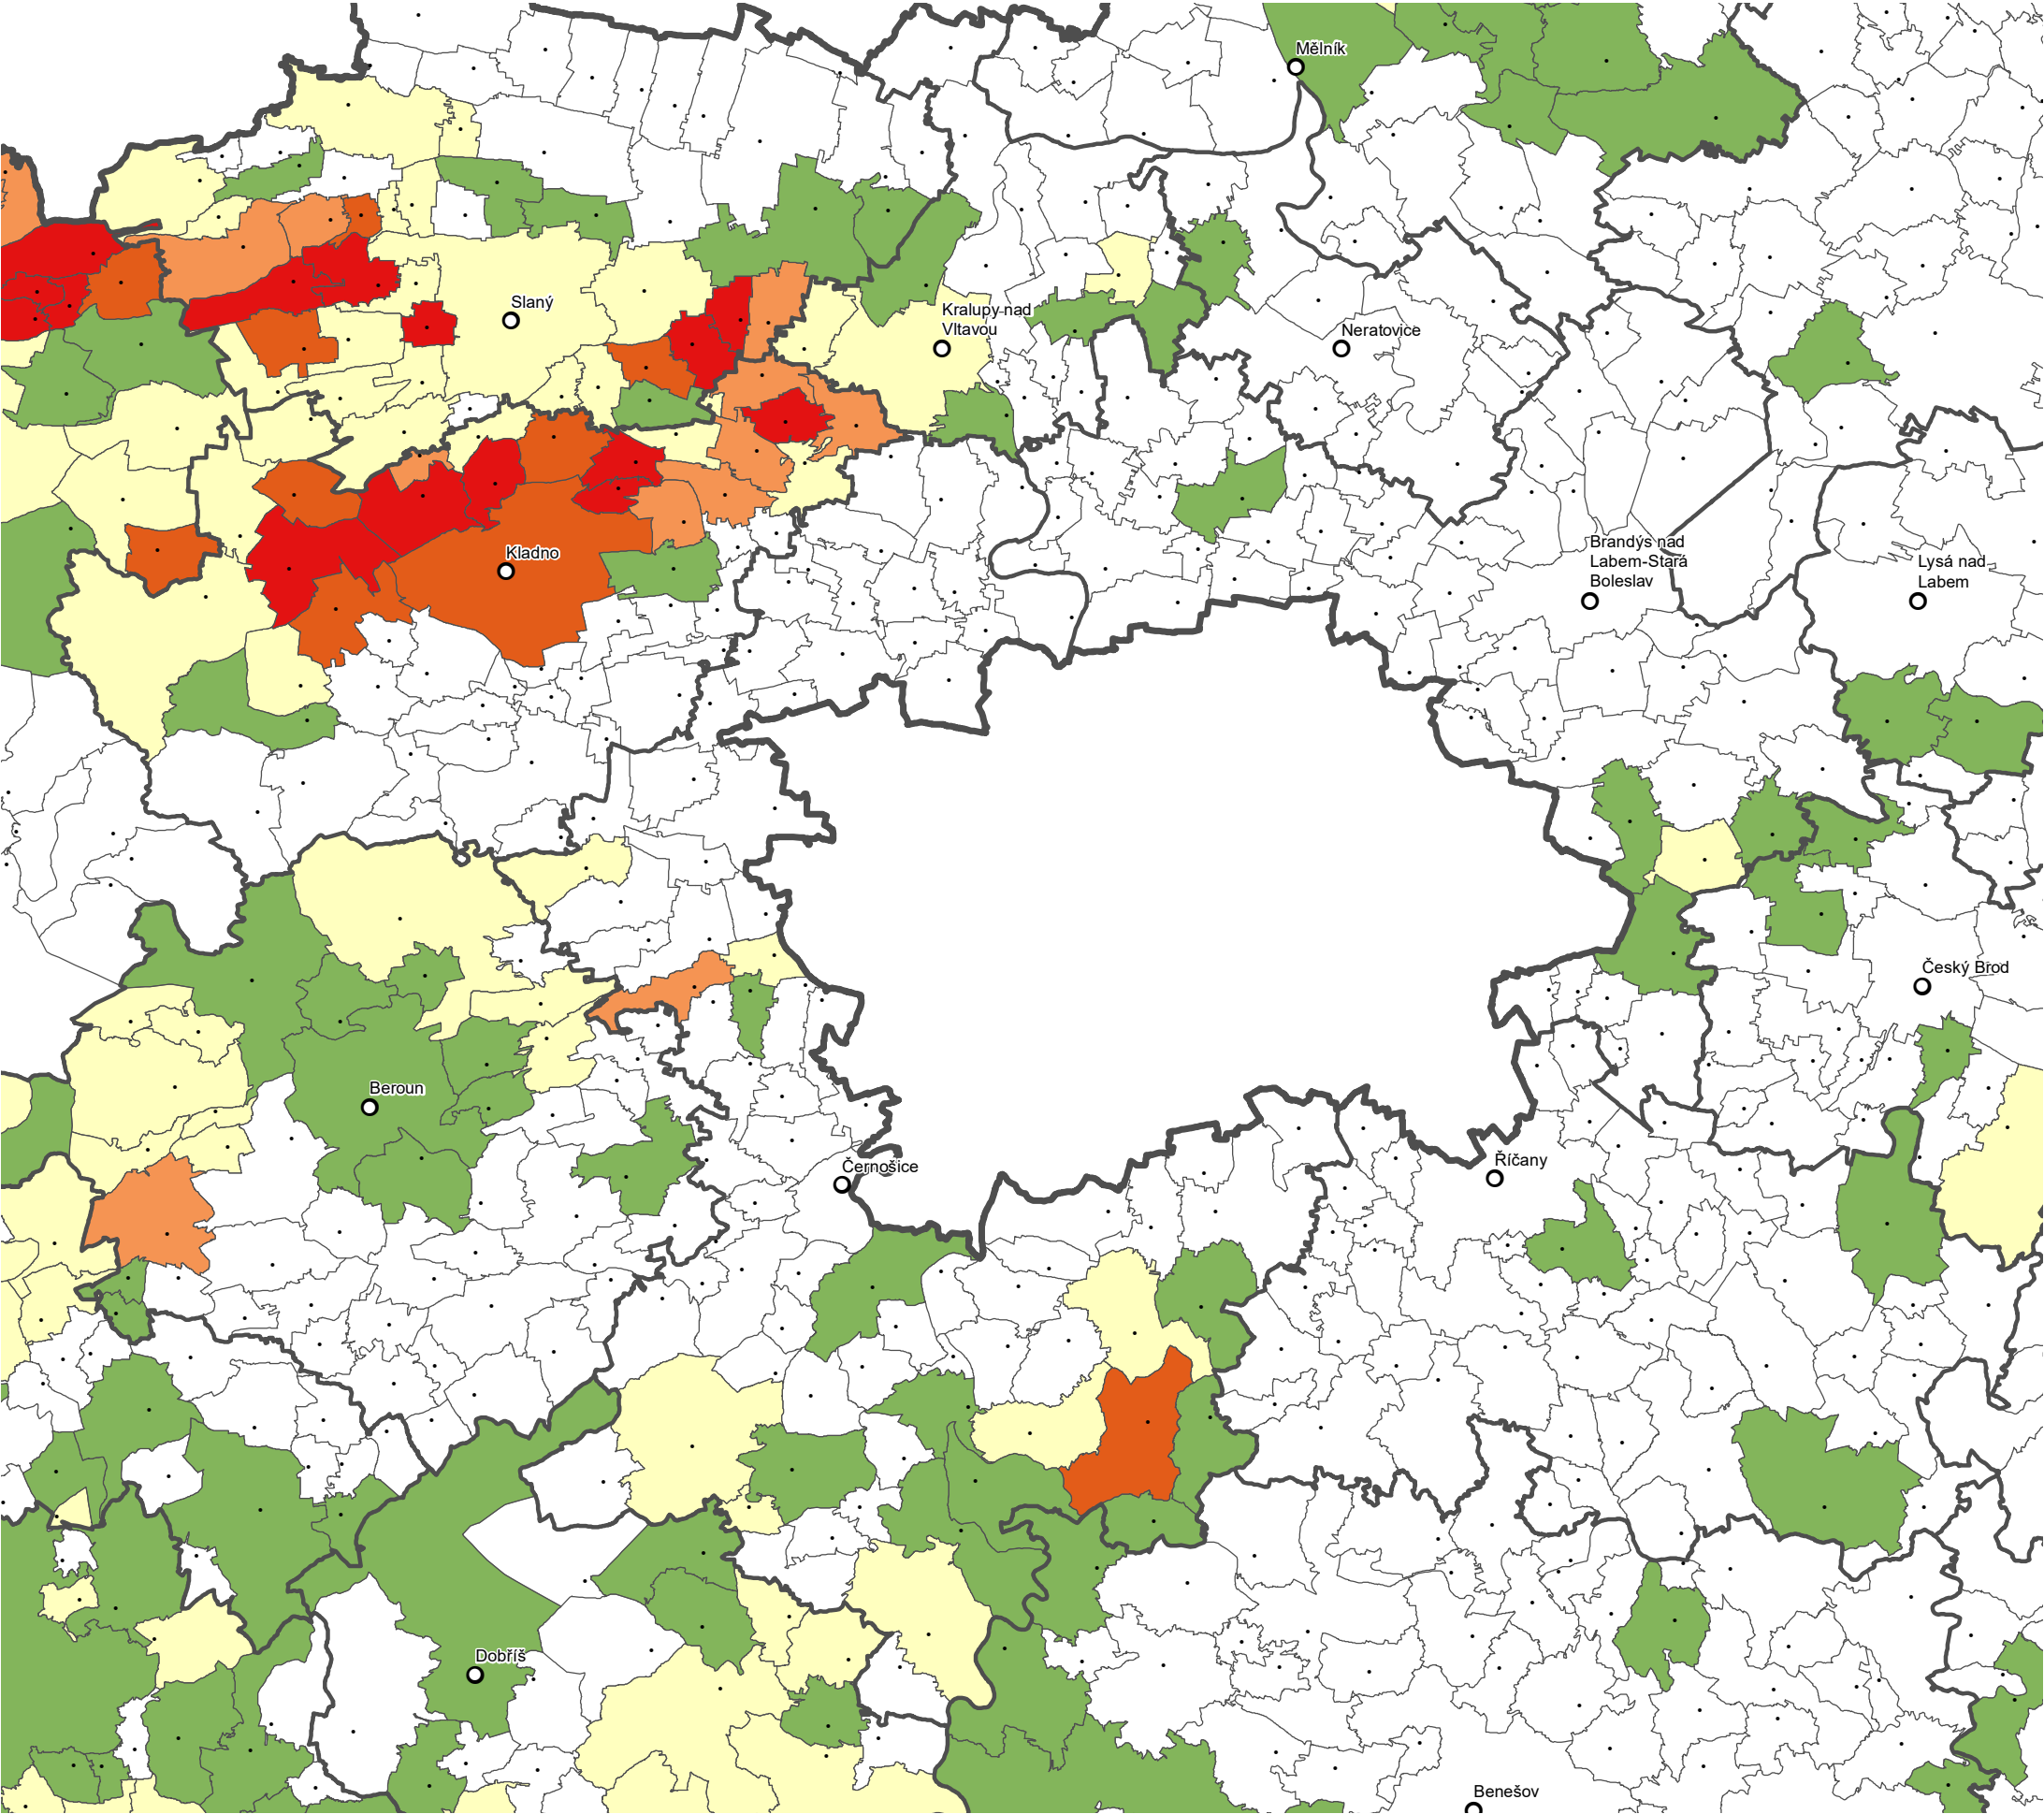 Mělník
Slaný
Kralupy nad
Vltavou
Neratovice
Kladno
Brandýs nad
Labem-Stará
Boleslav
Lysá nad
Labem
Český Brod
Beroun
Černošice
Říčany
Dobříš
Benešov